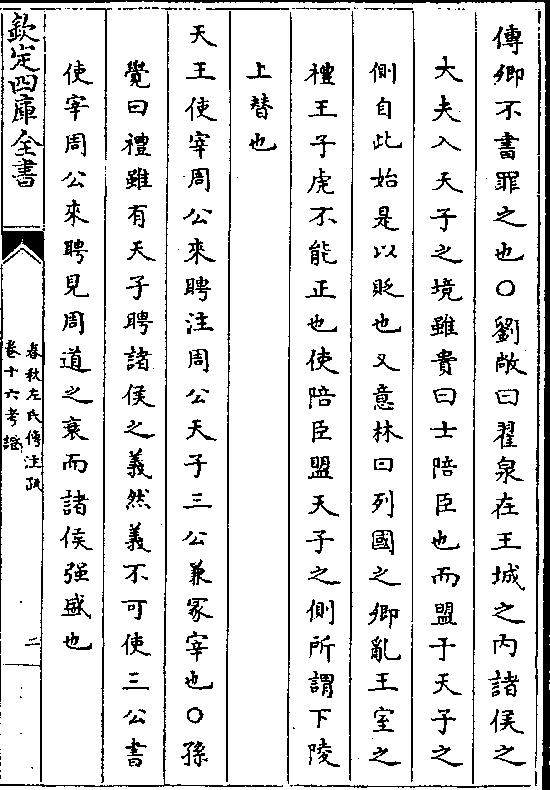 傳卿不書罪之也○劉敞曰翟泉在王城之内諸侯之
大夫入天子之境雖貴曰士陪臣也而盟于天子之
側自此始是以貶也又意林曰列國之卿亂王室之
禮王子虎不能正也使陪臣盟天子之側所謂下陵
上替也
天王使宰周公來聘注周公天子三公兼冢宰也○孫
覺曰禮雖有天子聘諸侯之義然義不可使三公書
使宰周公來聘見周道之衰而諸侯强盛也
欽定四庫全書
春秋左氏傳注疏
卷十六考證
二